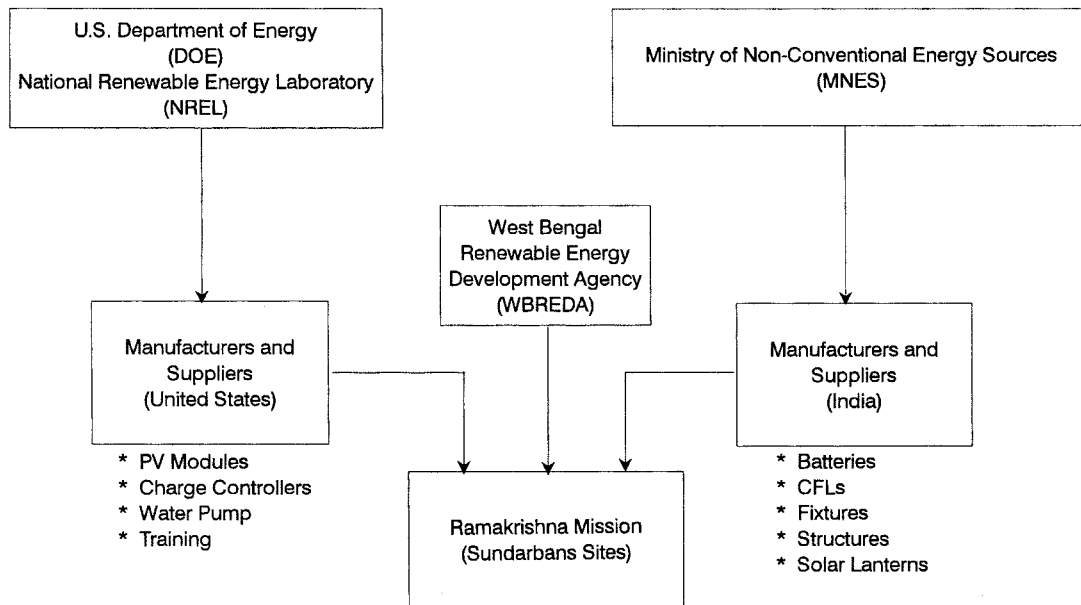 U.S. Department of Energy
(DOE)
National Renewable Energy Laboratory
(NREL)
Ministry of Non-Conventional Energy Sources
(MNES)
West Bengal
Renewable Energy
Development Agency
(WBREDA)
Manufacturers and
Suppliers
(United States)
* PV Modules
* Charge Controllers
* Water Pump
* Training
Manufacturers and
Suppliers
(India)
* Batteries
* CFLs
* Fixtures
* Structures
* Solar Lanterns
Ramakrishna Mission
(Sundarbans Sites)